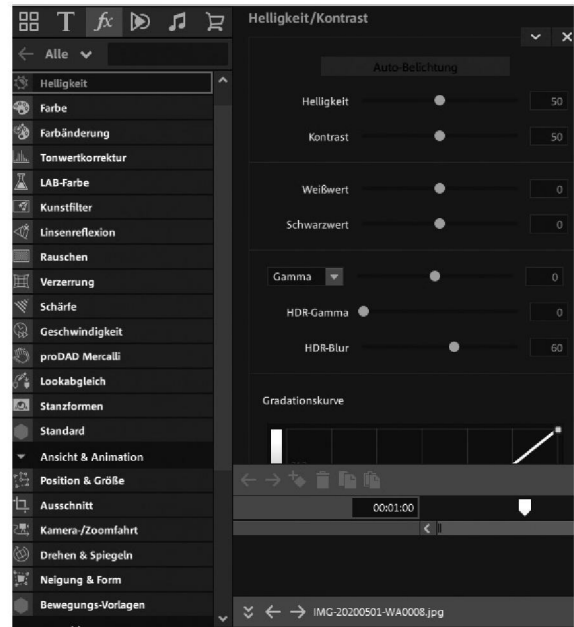 T fx
Alle
Helligkeit
Farbe
Farbänderung
Tonwertkorrektur
LAB-Farbe
Kunstfilter
Linsenreflexion
Rauschen
Verzerrung
Schärfe
Geschwindigkeit
proDAD Mercalli
Lookabgleich
Stanzformen
Standard
Ansicht & Animation
Position & Größe
Ausschnitt
Kamera-/Zoomfahrt
Drehen & Spiegeln
Neigung & Form
Bewegungs-Vorlagen
Helligkeit/Kontrast
Auto-Belichtung
Helligkeit 50
Kontrast 50
Weißwert 0
Schwarzwert 0
Gamma 0
HDR-Gamma 0
HDR-Blur 60
Gradationskurve
00:01:00
IMG-20200501-WA0008.jpg